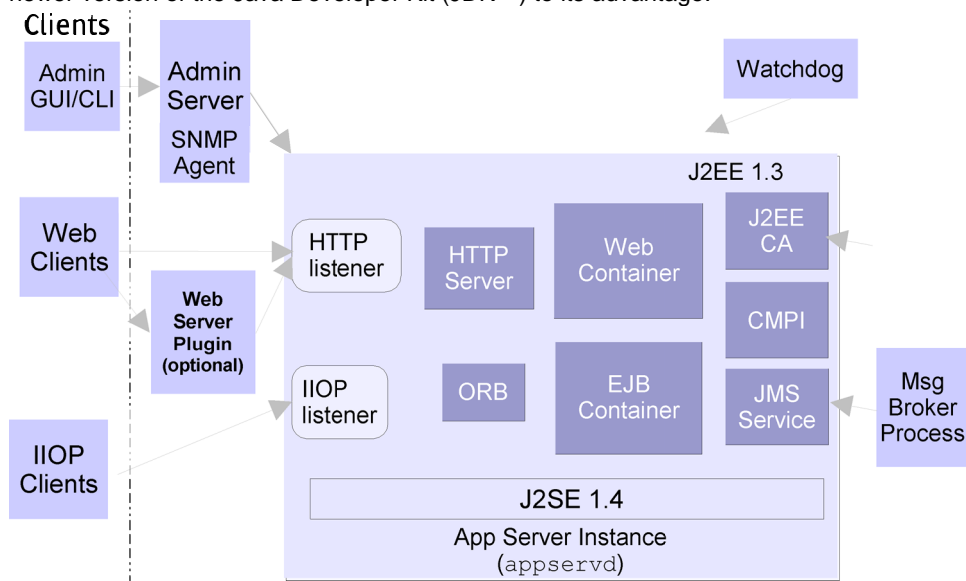 Clients
Admin
GUI/CLI
Admin
Server
SNMP
Agent
Watchdog
J2EE 1.3
Web
Clients
HTTP
listener
HTTP
Server
Web
Container
J2EE
CA
Web
Server
Plugin
(optional)
CMPI
IIOP
listener
ORB
EJB
Container
JMS
Service
Msg
Broker
Process
IIOP
Clients
J2SE 1.4
App Server Instance
(appservd)